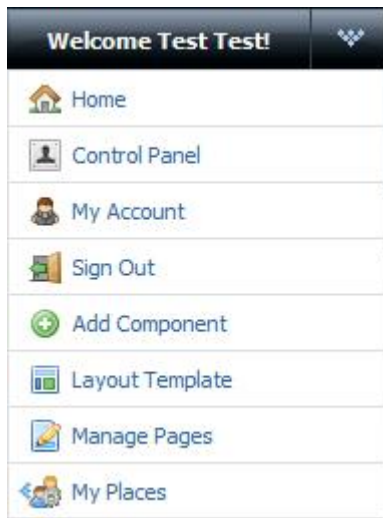 Welcome Test Test!
Home
Control Panel
My Account
Sign Out
Add Component
Layout Template
Manage Pages
My Places